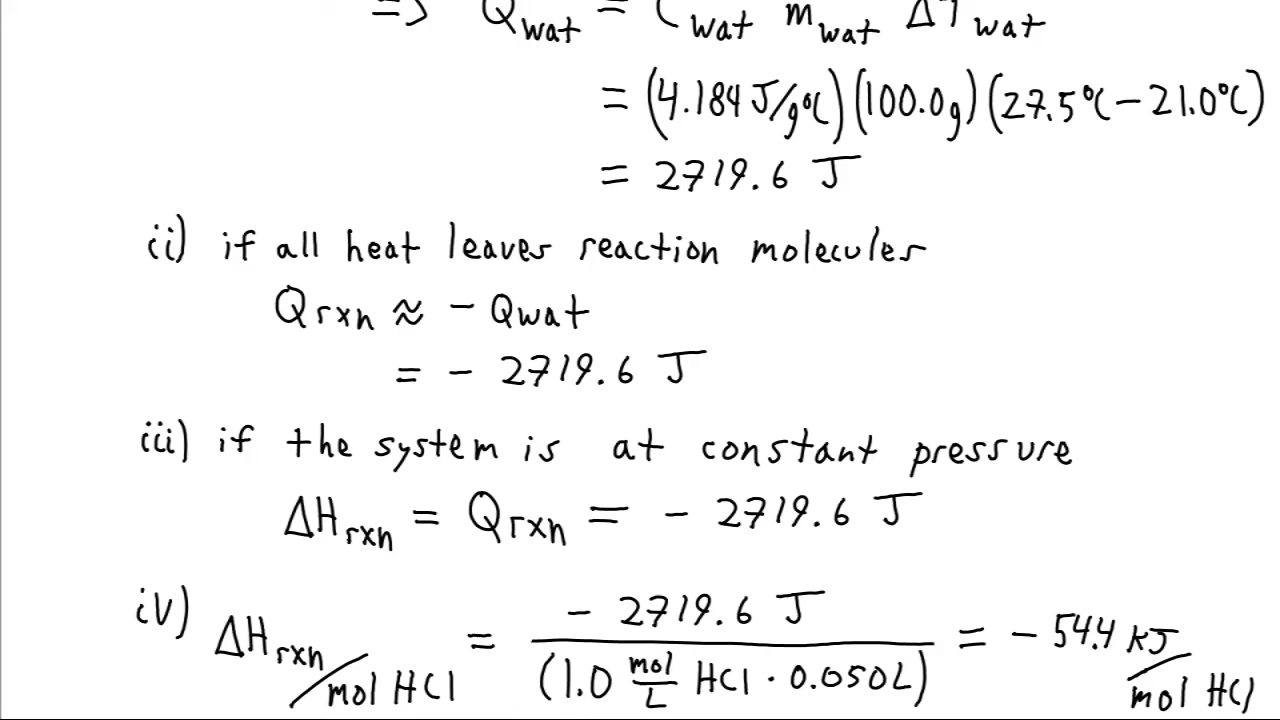 => Qwat = Cwat mwat ΔTwat
= (4.184 J/g°C)(100.0g)(27.5°C - 21.0°C)
= 2719.6 J
ii) if all heat leaves reaction molecules
Qrxn ≈ - Qwat
= - 2719.6 J
iii) if the system is at constant pressure
ΔHrxn = Qrxn = - 2719.6 J
iv) ΔHrxn/mol HCl = - 2719.6 J / (1.0 mol/L HCl · 0.050L) = - 54.4 kJ/mol HCl